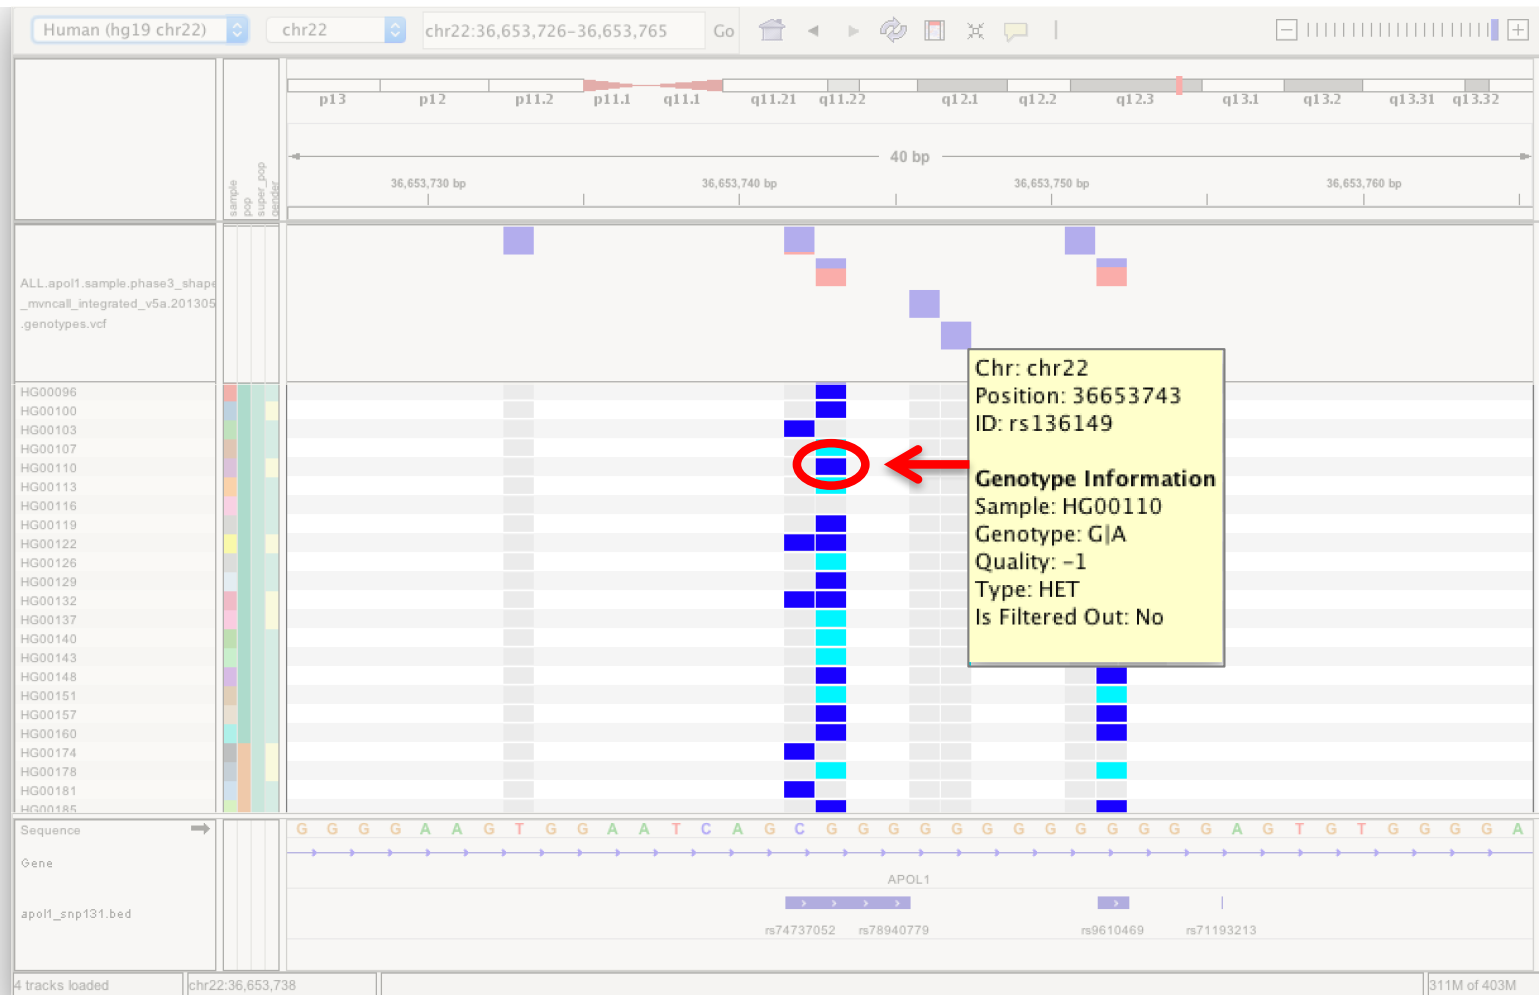 Human (hg19 chr22) chr22 chr22:36,653,726-36,653,765 Go
p13 p12 p11.2 p11.1 q11.1 q11.21 q11.22 q12.1 q12.2 q12.3 q13.1 q13.2 q13.31 q13.32
40 bp
36,653,730 bp 36,653,740 bp 36,653,750 bp 36,653,760 bp
sample
pop
super_pop
gender
ALL.apol1.sample.phase3_shape
_mvncall_integrated_v5a.201305
.genotypes.vcf
Chr: chr22
Position: 36653743
ID: rs136149
Genotype Information
Sample: HG00110
Genotype: G|A
Quality: -1
Type: HET
Is Filtered Out: No
HG00096
HG00100
HG00103
HG00107
HG00110
HG00113
HG00116
HG00119
HG00122
HG00126
HG00129
HG00132
HG00137
HG00140
HG00143
HG00148
HG00151
HG00157
HG00160
HG00174
HG00178
HG00181
HG00185
Sequence G G G G A A G T G G A A T C A G C G G G G G G G G G G G G G A G T G T G G G G A
Gene
APOL1
apol1_snp131.bed
rs74737052 rs78940779 rs9610469 rs71193213
4 tracks loaded chr22:36,653,738 311M of 403M